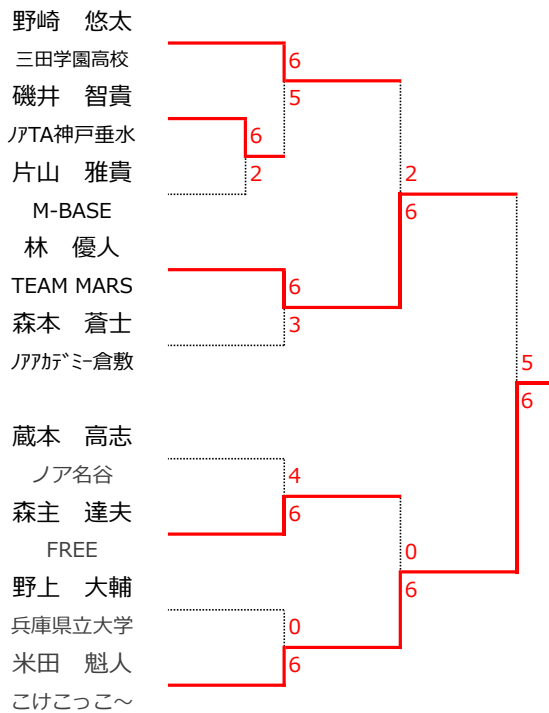 野崎　悠太
三田学園高校
6
磯井　智貴
5
ﾉｱTA神戸垂水
6
片山　雅貴
2
2
M-BASE
6
林　優人
TEAM MARS
6
森本　蒼士
3
ﾉｱｱｶﾃﾞﾐｰ倉敷
5
6
蔵本　高志
ノア名谷
4
森主　達夫
6
FREE
0
野上　大輔
6
兵庫県立大学
0
米田　魁人
6
こけこっこ～